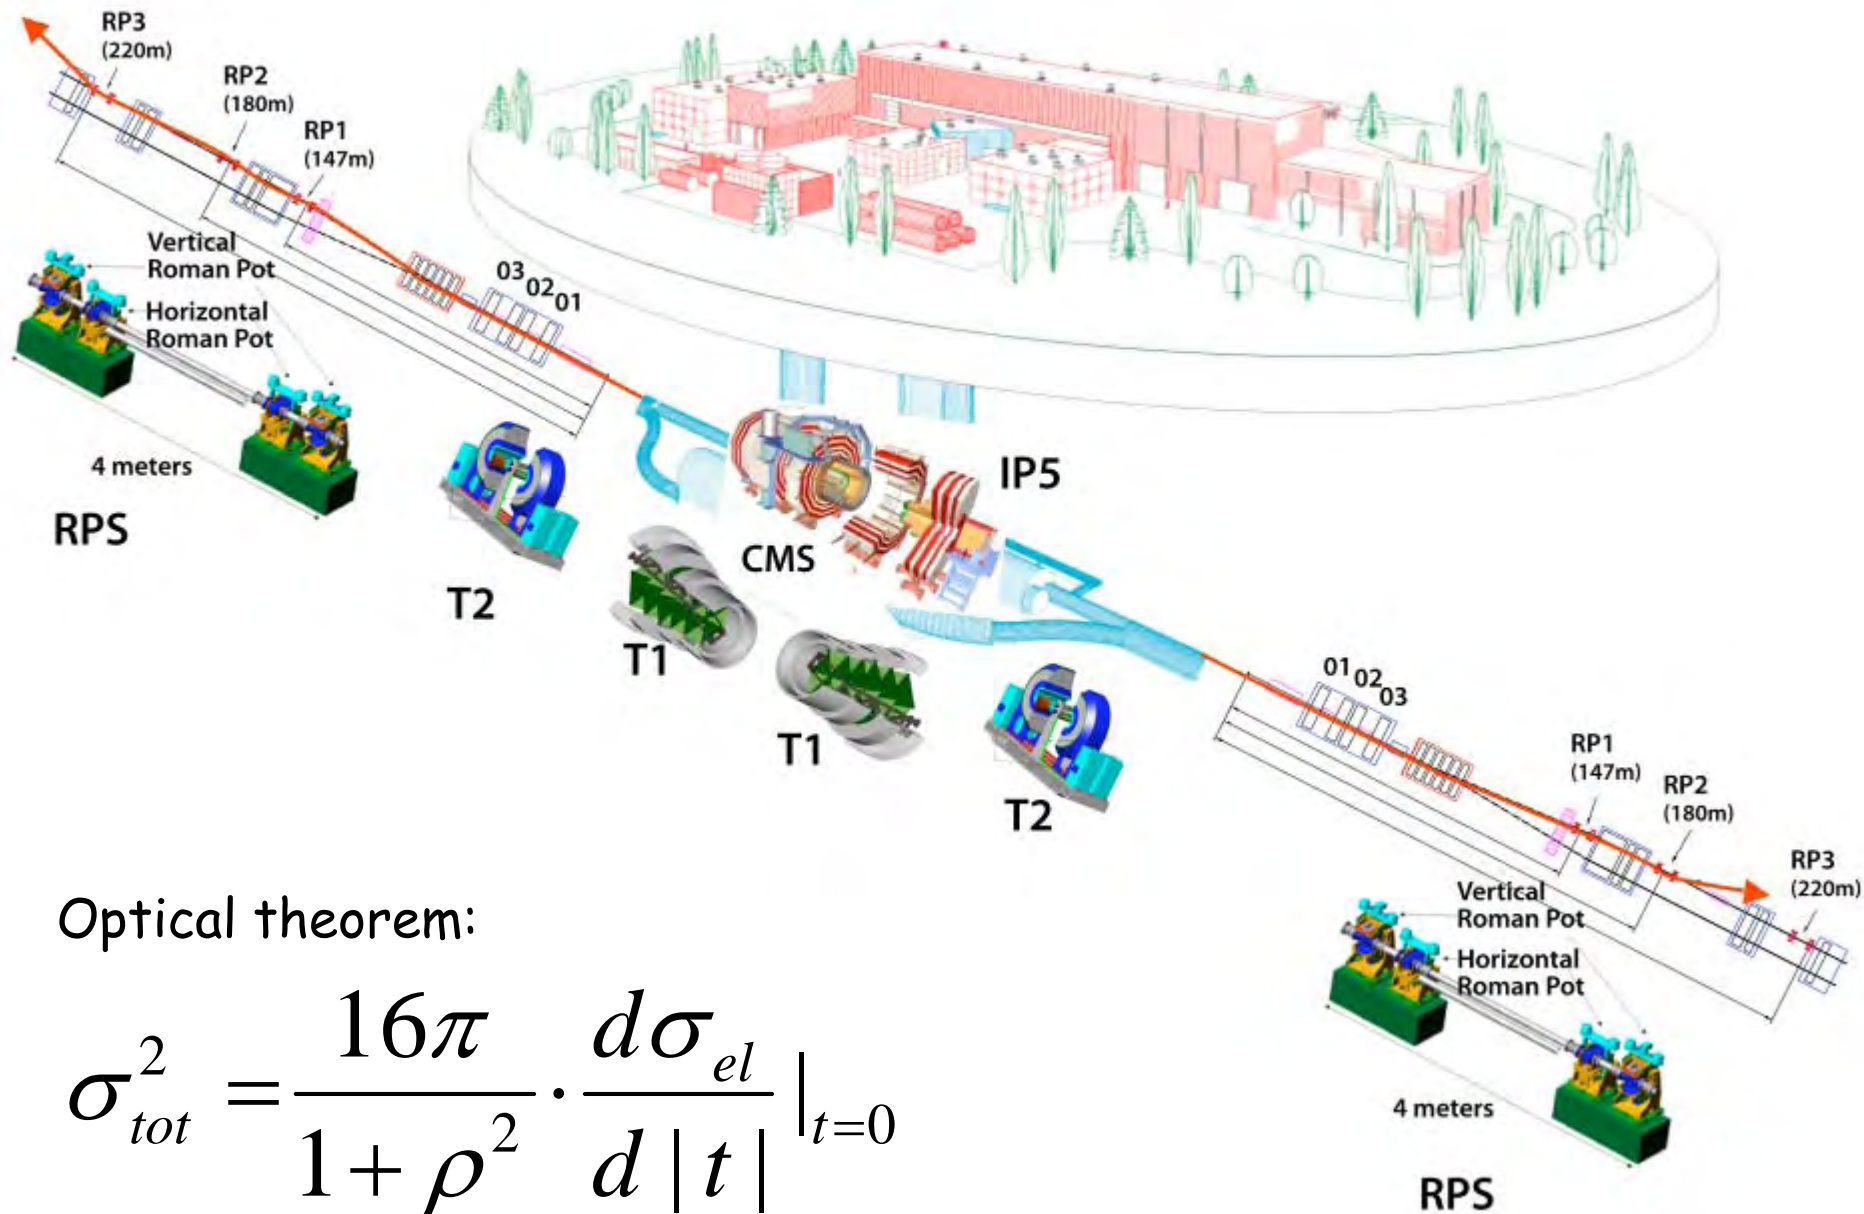 RP3
(220m)
RP2
(180m)
RP1
(147m)
Vertical
Roman Pot
Horizontal
Roman Pot
03 02 01
4 meters
RPS
T2
T1
CMS
IP5
T1
T2
01 02 03
RP1
(147m)
RP2
(180m)
RP3
(220m)
Vertical
Roman Pot
Horizontal
Roman Pot
4 meters
RPS
Optical theorem:
σ²_tot = 16π / (1 + ρ²) · dσ_el / d|t| |_{t=0}